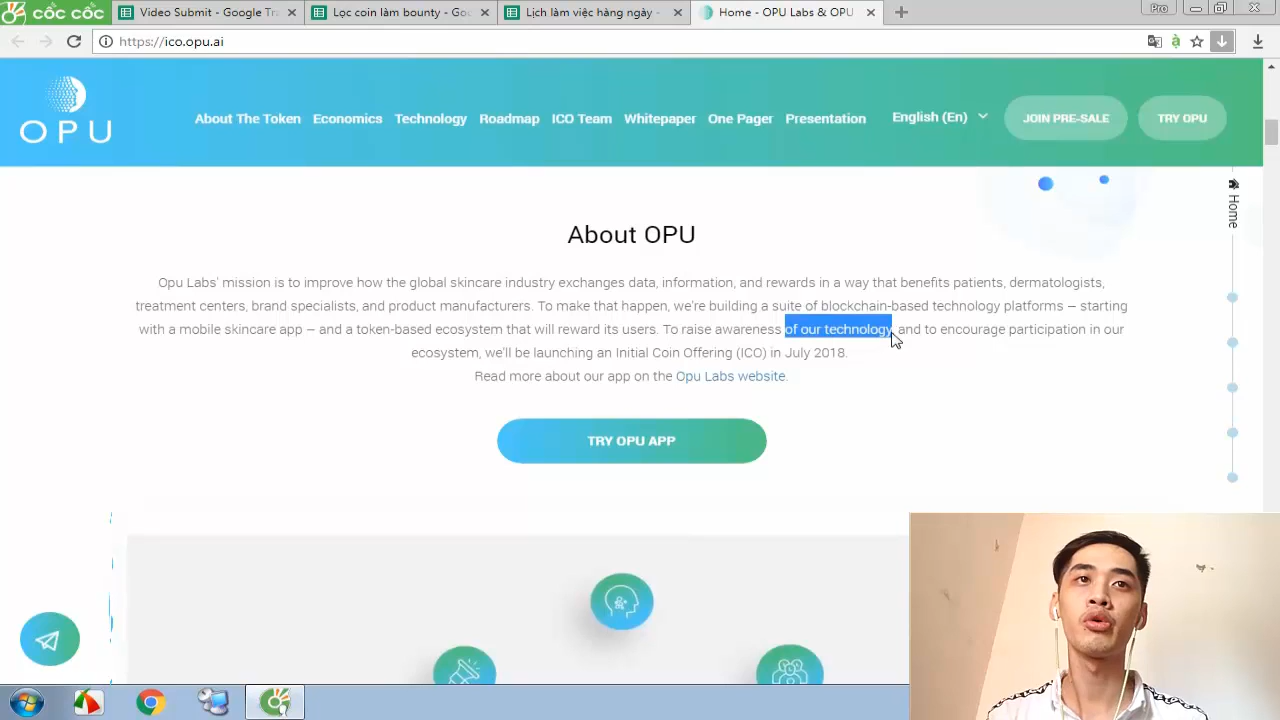 cốc cốc
Video Submit - Google Tra
Lọc coin làm bounty - Goo
Lịch làm việc hàng ngày -
Home - OPU Labs & OPU
Pro
https://ico.opu.ai
OPU
About The Token
Economics
Technology
Roadmap
ICO Team
Whitepaper
One Pager
Presentation
English (En)
JOIN PRE-SALE
TRY OPU
Home
About OPU
Opu Labs' mission is to improve how the global skincare industry exchanges data, information, and rewards in a way that benefits patients, dermatologists,
treatment centers, brand specialists, and product manufacturers. To make that happen, we're building a suite of blockchain-based technology platforms – starting
with a mobile skincare app – and a token-based ecosystem that will reward its users. To raise awareness of our technology and to encourage participation in our
ecosystem, we'll be launching an Initial Coin Offering (ICO) in July 2018.
Read more about our app on the Opu Labs website.
TRY OPU APP